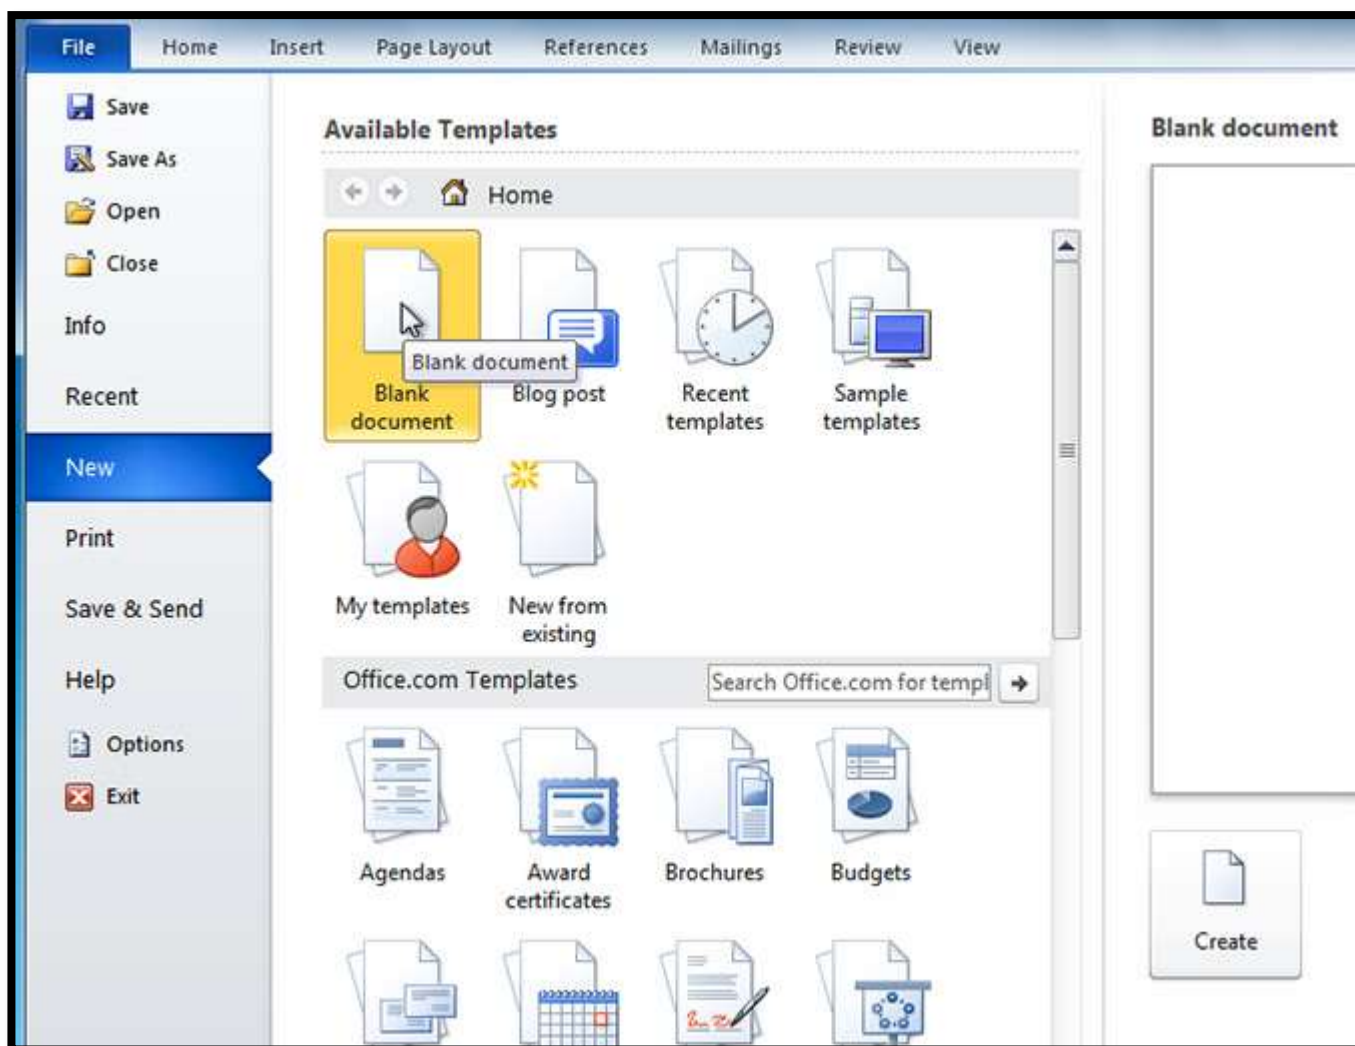 File Home Insert Page Layout References Mailings Review View
Save
Save As
Open
Close
Info
Recent
New
Print
Save & Send
Help
Options
Exit
Available Templates
Home
Blank document
Blank
document
Blog post
Recent
templates
Sample
templates
My templates
New from
existing
Office.com Templates
Search Office.com for templ
Agendas
Award
certificates
Brochures
Budgets
Blank document
Create